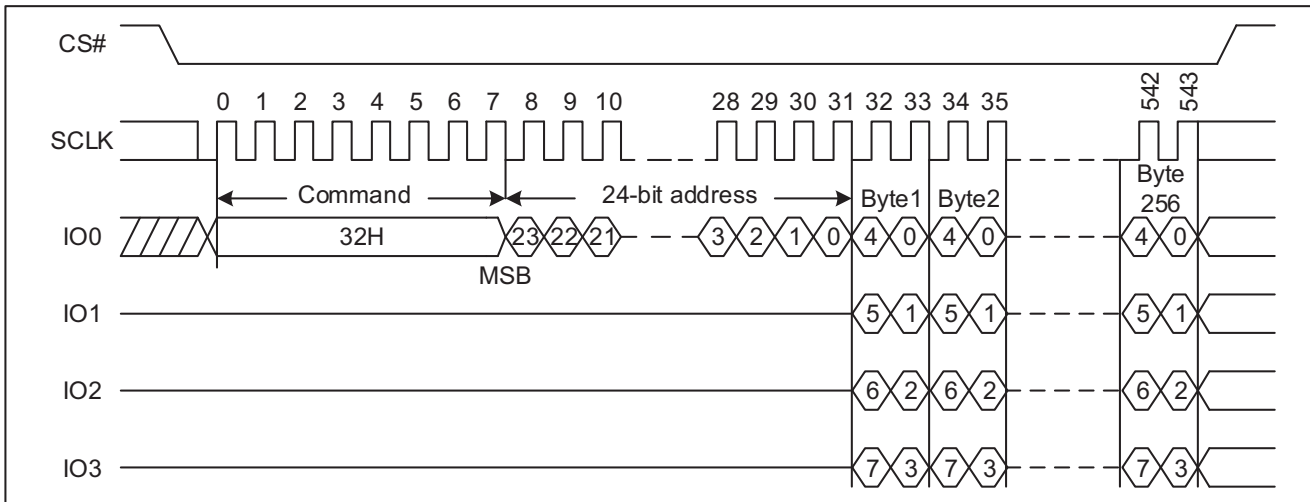 CS#
0 1 2 3 4 5 6 7 8 9 10 28 29 30 31 32 33 34 35 542 543
SCLK
Command 24-bit address Byte1 Byte2 Byte
256
IO0 32H 23 22 21 3 2 1 0 4 0 4 0 4 0
MSB
IO1 5 1 5 1 5 1
IO2 6 2 6 2 6 2
IO3 7 3 7 3 7 3